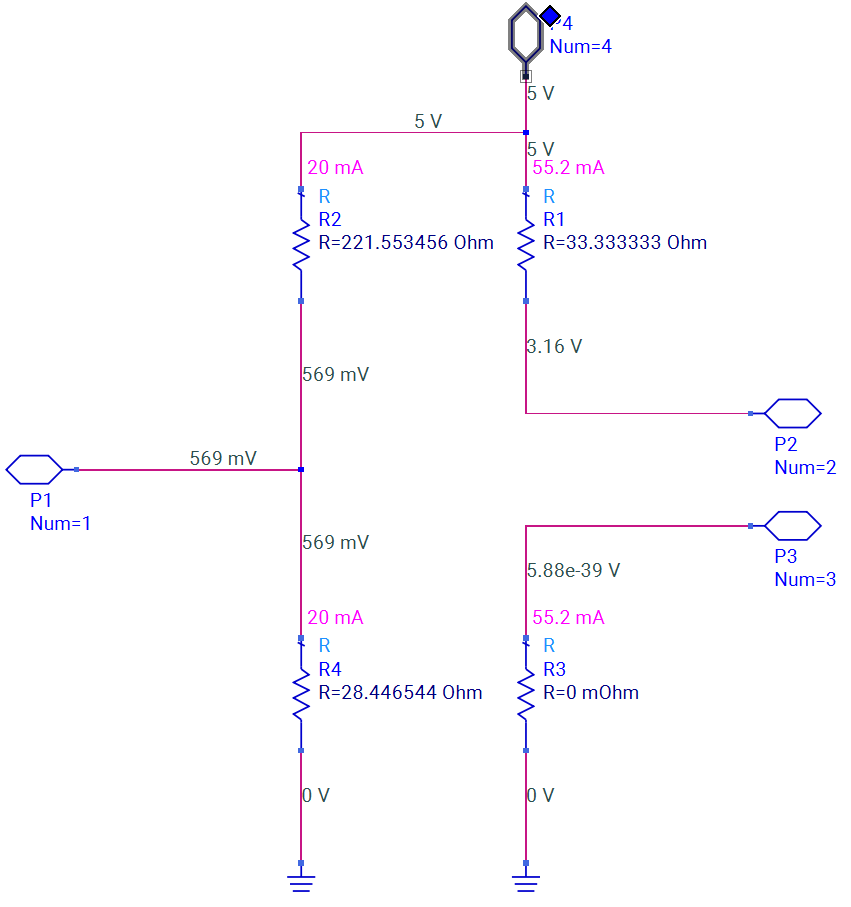 P4
Num=4
5 V
5 V
5 V
20 mA
55.2 mA
R
R2
R=221.553456 Ohm
R
R1
R=33.333333 Ohm
3.16 V
569 mV
P2
Num=2
569 mV
P1
Num=1
569 mV
P3
Num=3
5.88e-39 V
20 mA
55.2 mA
R
R4
R=28.446544 Ohm
R
R3
R=0 mOhm
0 V
0 V